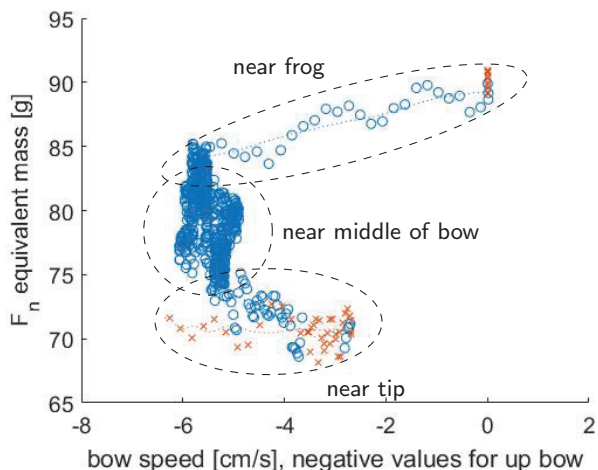 95
90
85
80
75
70
65
-8
-6
-4
-2
0
2
F_n equivalent mass [g]
bow speed [cm/s], negative values for up bow
near frog
near middle of bow
near tip